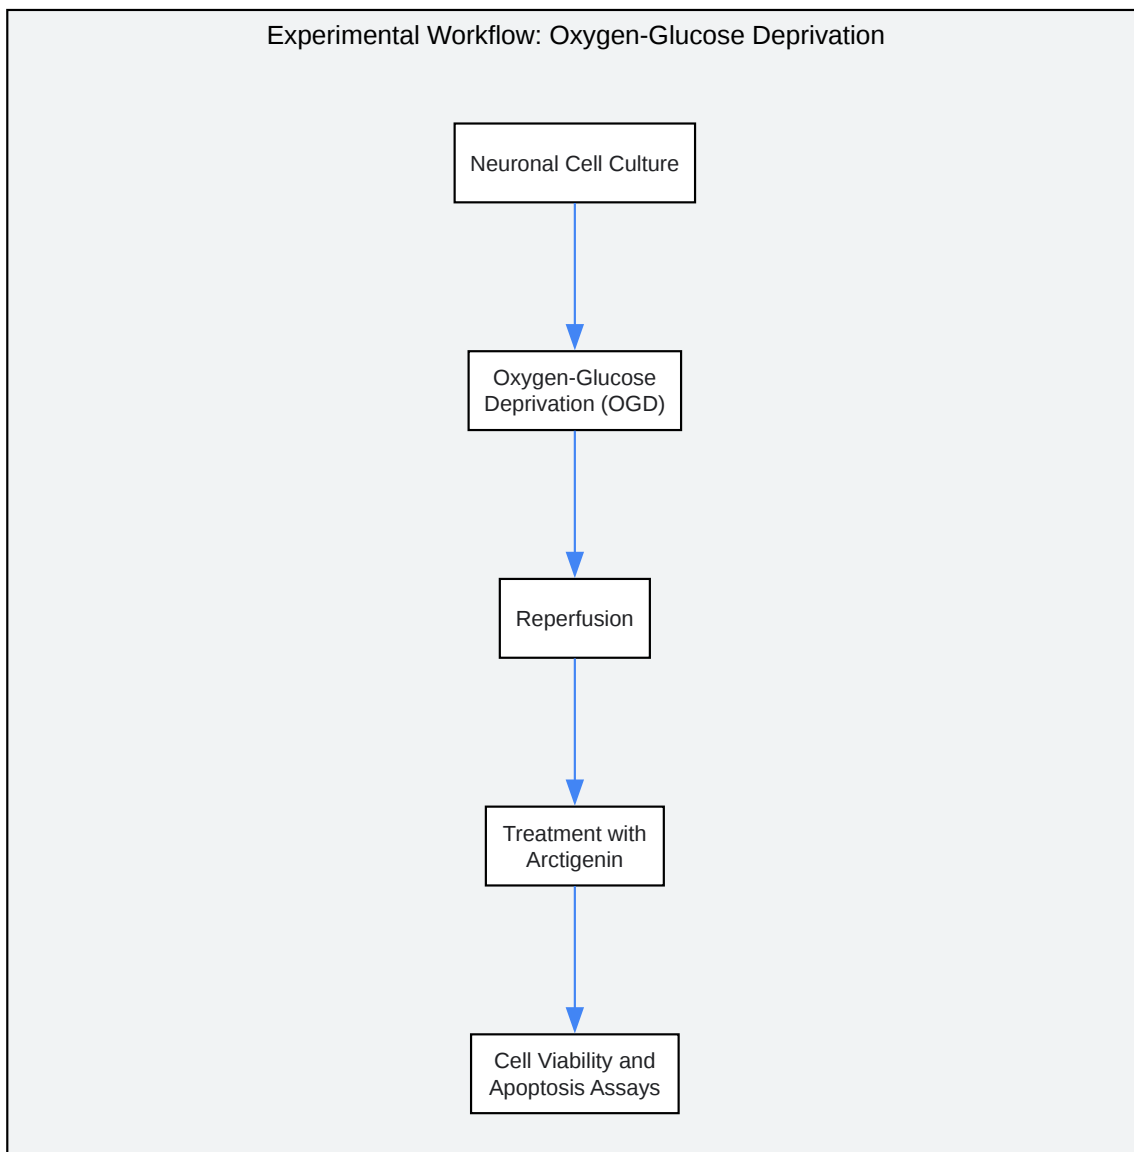 Experimental Workflow: Oxygen-Glucose Deprivation
Neuronal Cell Culture
Oxygen-Glucose
Deprivation (OGD)
Reperfusion
Treatment with
Arctigenin
Cell Viability and
Apoptosis Assays